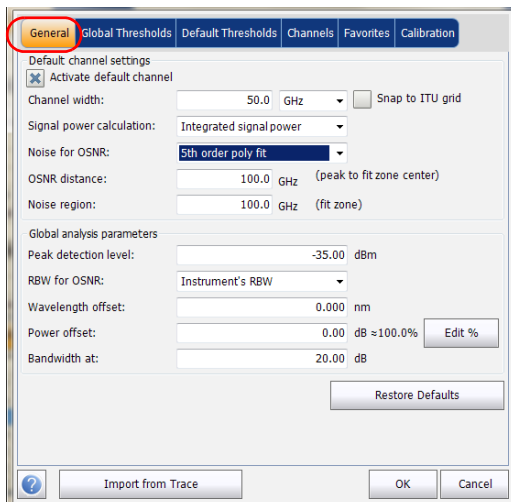 General Global Thresholds Default Thresholds Channels Favorites Calibration
Default channel settings
Activate default channel
Channel width: 50.0 GHz Snap to ITU grid
Signal power calculation: Integrated signal power
Noise for OSNR: 5th order poly fit
OSNR distance: 100.0 GHz (peak to fit zone center)
Noise region: 100.0 GHz (fit zone)
Global analysis parameters
Peak detection level: -35.00 dBm
RBW for OSNR: Instrument's RBW
Wavelength offset: 0.000 nm
Power offset: 0.00 dB ≈100.0% Edit %
Bandwidth at: 20.00 dB
Restore Defaults
? Import from Trace OK Cancel